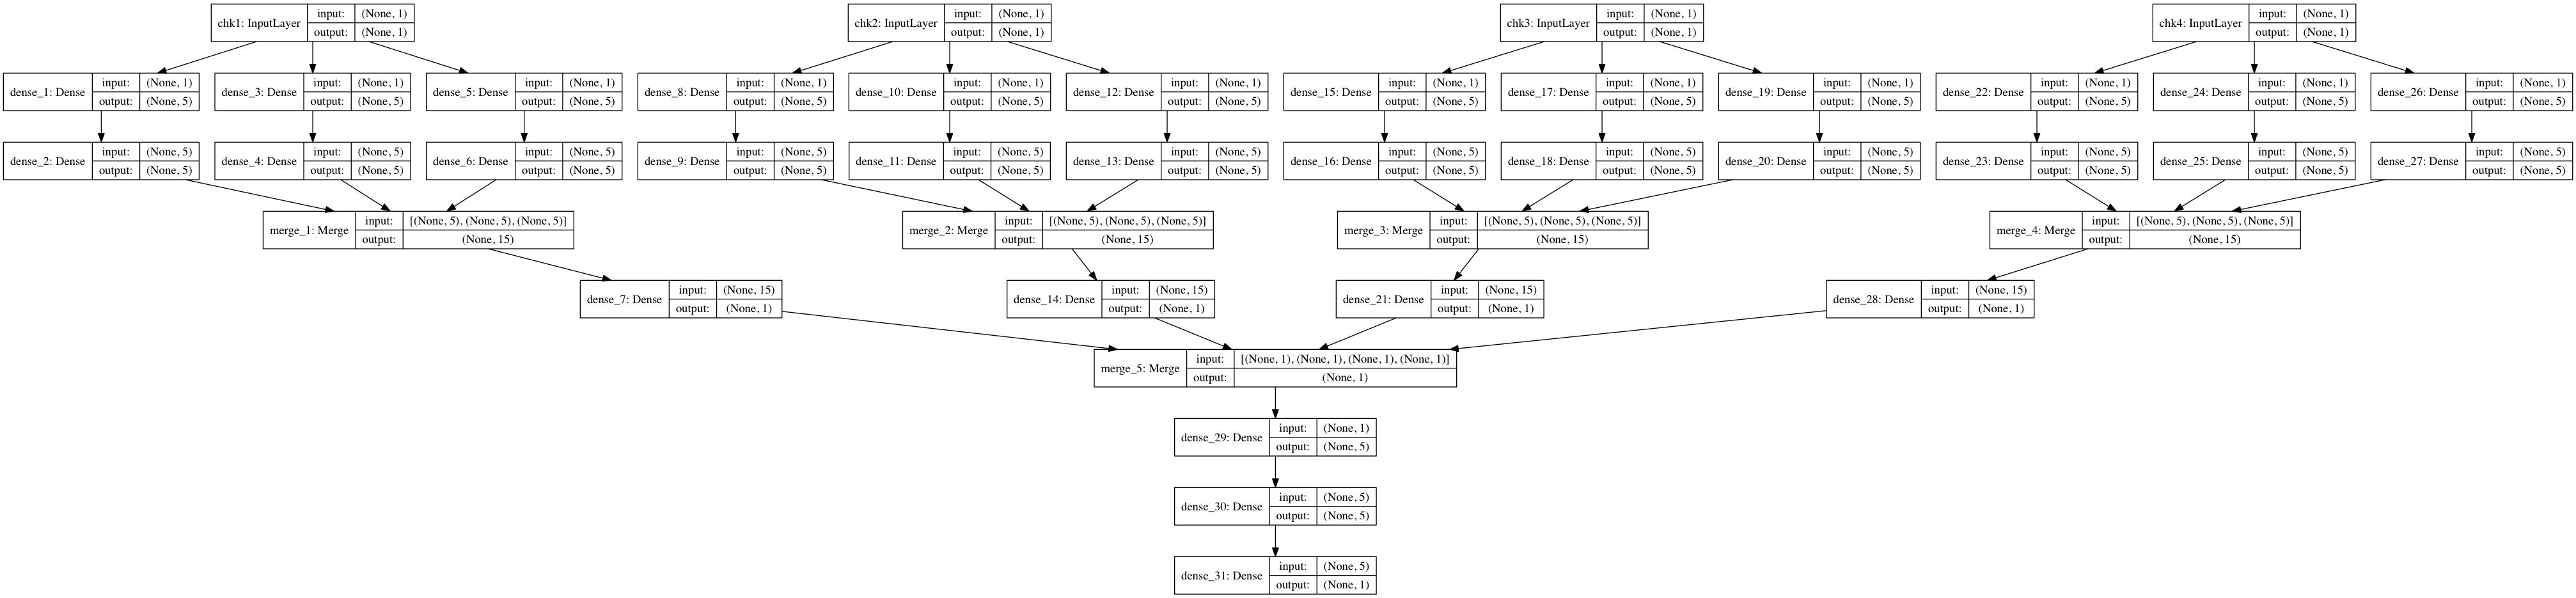 chk1: InputLayer input: (None, 1) output: (None, 1)
chk2: InputLayer input: (None, 1) output: (None, 1)
chk3: InputLayer input: (None, 1) output: (None, 1)
chk4: InputLayer input: (None, 1) output: (None, 1)
dense_1: Dense input: (None, 1) output: (None, 5)
dense_3: Dense input: (None, 1) output: (None, 5)
dense_5: Dense input: (None, 1) output: (None, 5)
dense_8: Dense input: (None, 1) output: (None, 5)
dense_10: Dense input: (None, 1) output: (None, 5)
dense_12: Dense input: (None, 1) output: (None, 5)
dense_15: Dense input: (None, 1) output: (None, 5)
dense_17: Dense input: (None, 1) output: (None, 5)
dense_19: Dense input: (None, 1) output: (None, 5)
dense_22: Dense input: (None, 1) output: (None, 5)
dense_24: Dense input: (None, 1) output: (None, 5)
dense_26: Dense input: (None, 1) output: (None, 5)
dense_2: Dense input: (None, 5) output: (None, 5)
dense_4: Dense input: (None, 5) output: (None, 5)
dense_6: Dense input: (None, 5) output: (None, 5)
dense_9: Dense input: (None, 5) output: (None, 5)
dense_11: Dense input: (None, 5) output: (None, 5)
dense_13: Dense input: (None, 5) output: (None, 5)
dense_16: Dense input: (None, 5) output: (None, 5)
dense_18: Dense input: (None, 5) output: (None, 5)
dense_20: Dense input: (None, 5) output: (None, 5)
dense_23: Dense input: (None, 5) output: (None, 5)
dense_25: Dense input: (None, 5) output: (None, 5)
dense_27: Dense input: (None, 5) output: (None, 5)
merge_1: Merge input: [(None, 5), (None, 5), (None, 5)] output: (None, 15)
merge_2: Merge input: [(None, 5), (None, 5), (None, 5)] output: (None, 15)
merge_3: Merge input: [(None, 5), (None, 5), (None, 5)] output: (None, 15)
merge_4: Merge input: [(None, 5), (None, 5), (None, 5)] output: (None, 15)
dense_7: Dense input: (None, 15) output: (None, 1)
dense_14: Dense input: (None, 15) output: (None, 1)
dense_21: Dense input: (None, 15) output: (None, 1)
dense_28: Dense input: (None, 15) output: (None, 1)
merge_5: Merge input: [(None, 1), (None, 1), (None, 1), (None, 1)] output: (None, 1)
dense_29: Dense input: (None, 1) output: (None, 5)
dense_30: Dense input: (None, 5) output: (None, 5)
dense_31: Dense input: (None, 5) output: (None, 1)